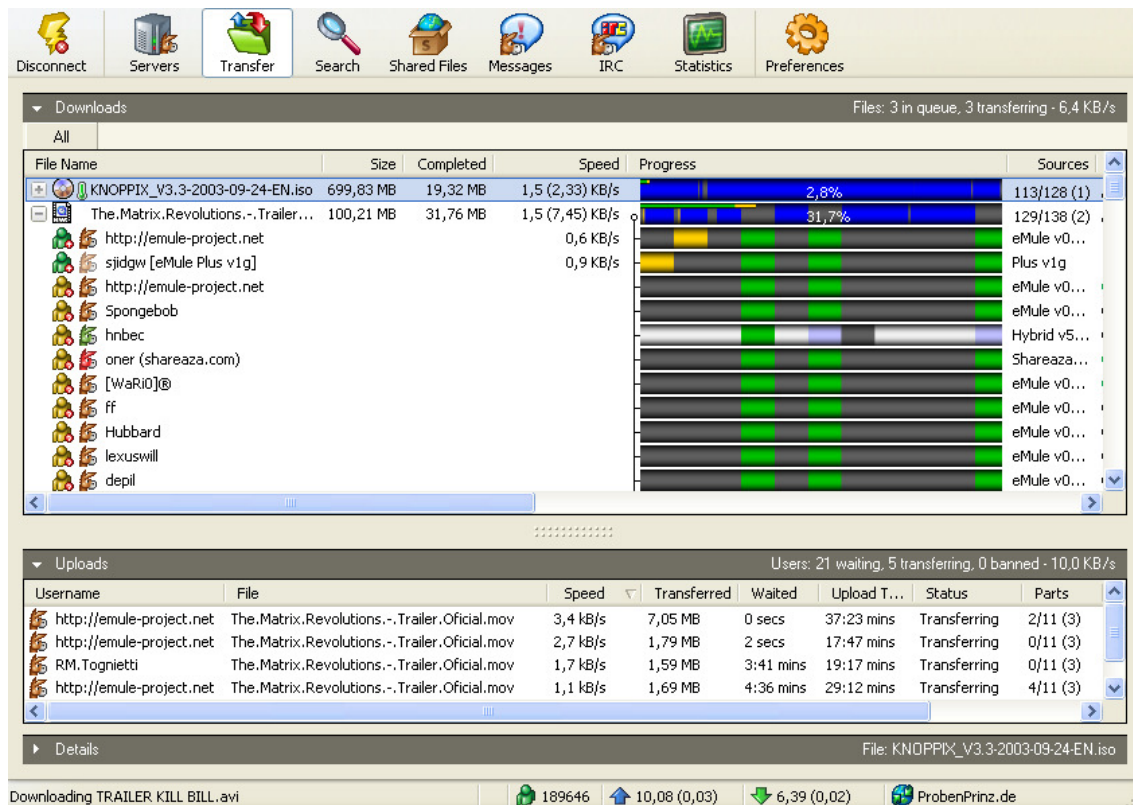 Disconnect Servers Transfer Search Shared Files Messages IRC Statistics Preferences
Downloads Files: 3 in queue, 3 transferring - 6,4 KB/s
All
File Name Size Completed Speed Progress Sources
KNOPPIX_V3.3-2003-09-24-EN.iso 699,83 MB 19,32 MB 1,5 (2,33) KB/s 2,8% 113/128 (1)
The.Matrix.Revolutions.-.Trailer... 100,21 MB 31,76 MB 1,5 (7,45) KB/s 31,7% 129/138 (2)
http://emule-project.net 0,6 KB/s eMule v0...
sjidgw [eMule Plus v1g] 0,9 KB/s Plus v1g
http://emule-project.net eMule v0...
Spongebob eMule v0...
hnbec Hybrid v5...
oner (shareaza.com) Shareaza...
[WaRi0]® eMule v0...
ff eMule v0...
Hubbard eMule v0...
lexuswill eMule v0...
depil eMule v0...
Uploads Users: 21 waiting, 5 transferring, 0 banned - 10,0 KB/s
Username File Speed Transferred Waited Upload T... Status Parts
http://emule-project.net The.Matrix.Revolutions.-.Trailer.Oficial.mov 3,4 kB/s 7,05 MB 0 secs 37:23 mins Transferring 2/11 (3)
http://emule-project.net The.Matrix.Revolutions.-.Trailer.Oficial.mov 2,7 kB/s 1,79 MB 2 secs 17:47 mins Transferring 0/11 (3)
RM.Tognietti The.Matrix.Revolutions.-.Trailer.Oficial.mov 1,7 kB/s 1,59 MB 3:41 mins 19:17 mins Transferring 0/11 (3)
http://emule-project.net The.Matrix.Revolutions.-.Trailer.Oficial.mov 1,1 kB/s 1,69 MB 4:36 mins 29:12 mins Transferring 4/11 (3)
Details File: KNOPPIX_V3.3-2003-09-24-EN.iso
Downloading TRAILER KILL BILL.avi 189646 10,08 (0,03) 6,39 (0,02) ProbenPrinz.de